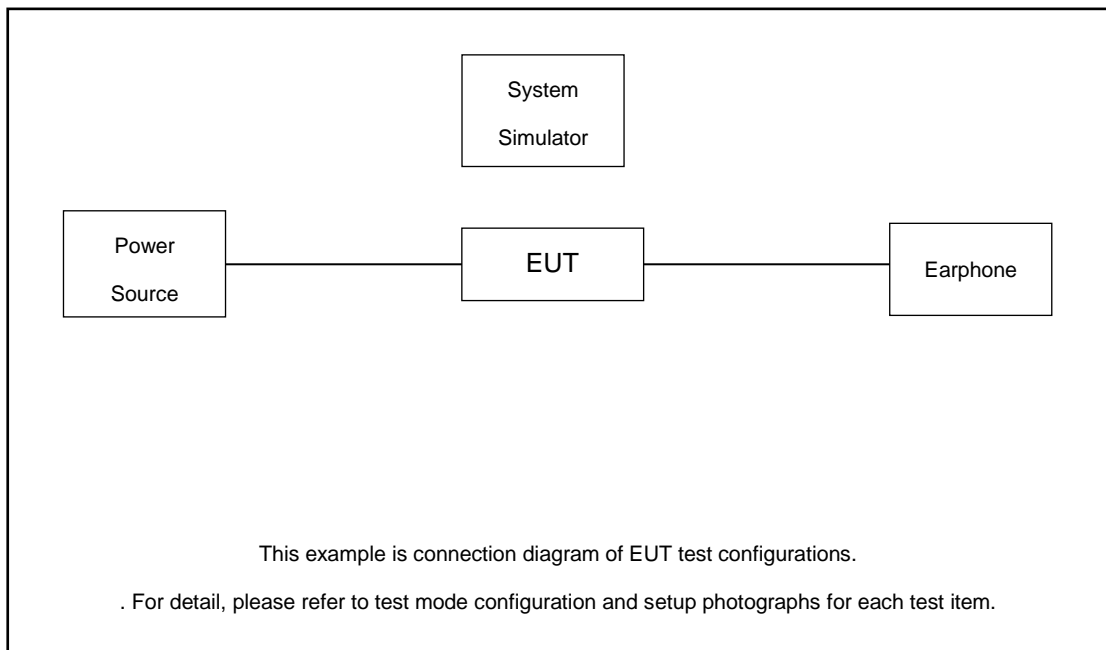 System
Simulator
Power
Source
EUT
Earphone
This example is connection diagram of EUT test configurations.
. For detail, please refer to test mode configuration and setup photographs for each test item.